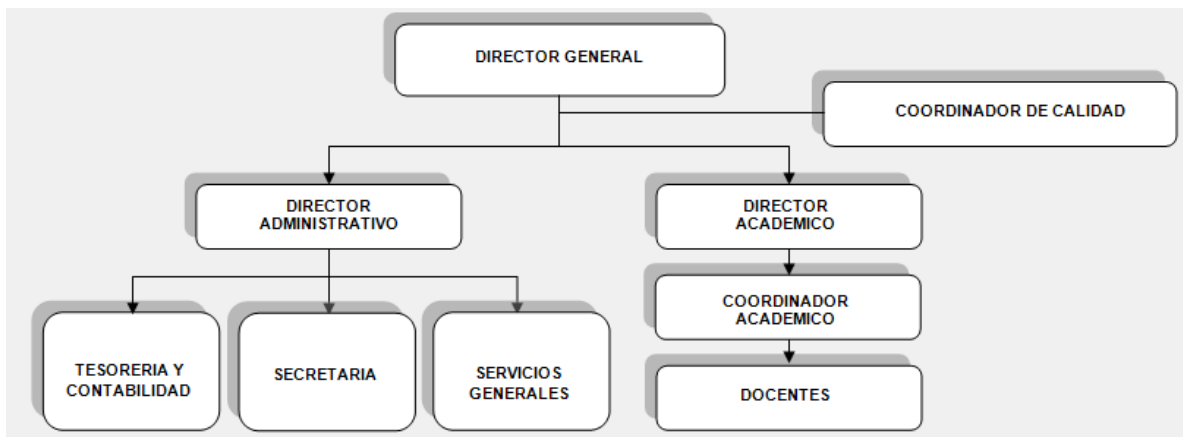 DIRECTOR GENERAL
COORDINADOR DE CALIDAD
DIRECTOR
ADMINISTRATIVO
DIRECTOR
ACADEMICO
COORDINADOR
ACADEMICO
TESORERIA Y
CONTABILIDAD
SECRETARIA
SERVICIOS
GENERALES
DOCENTES